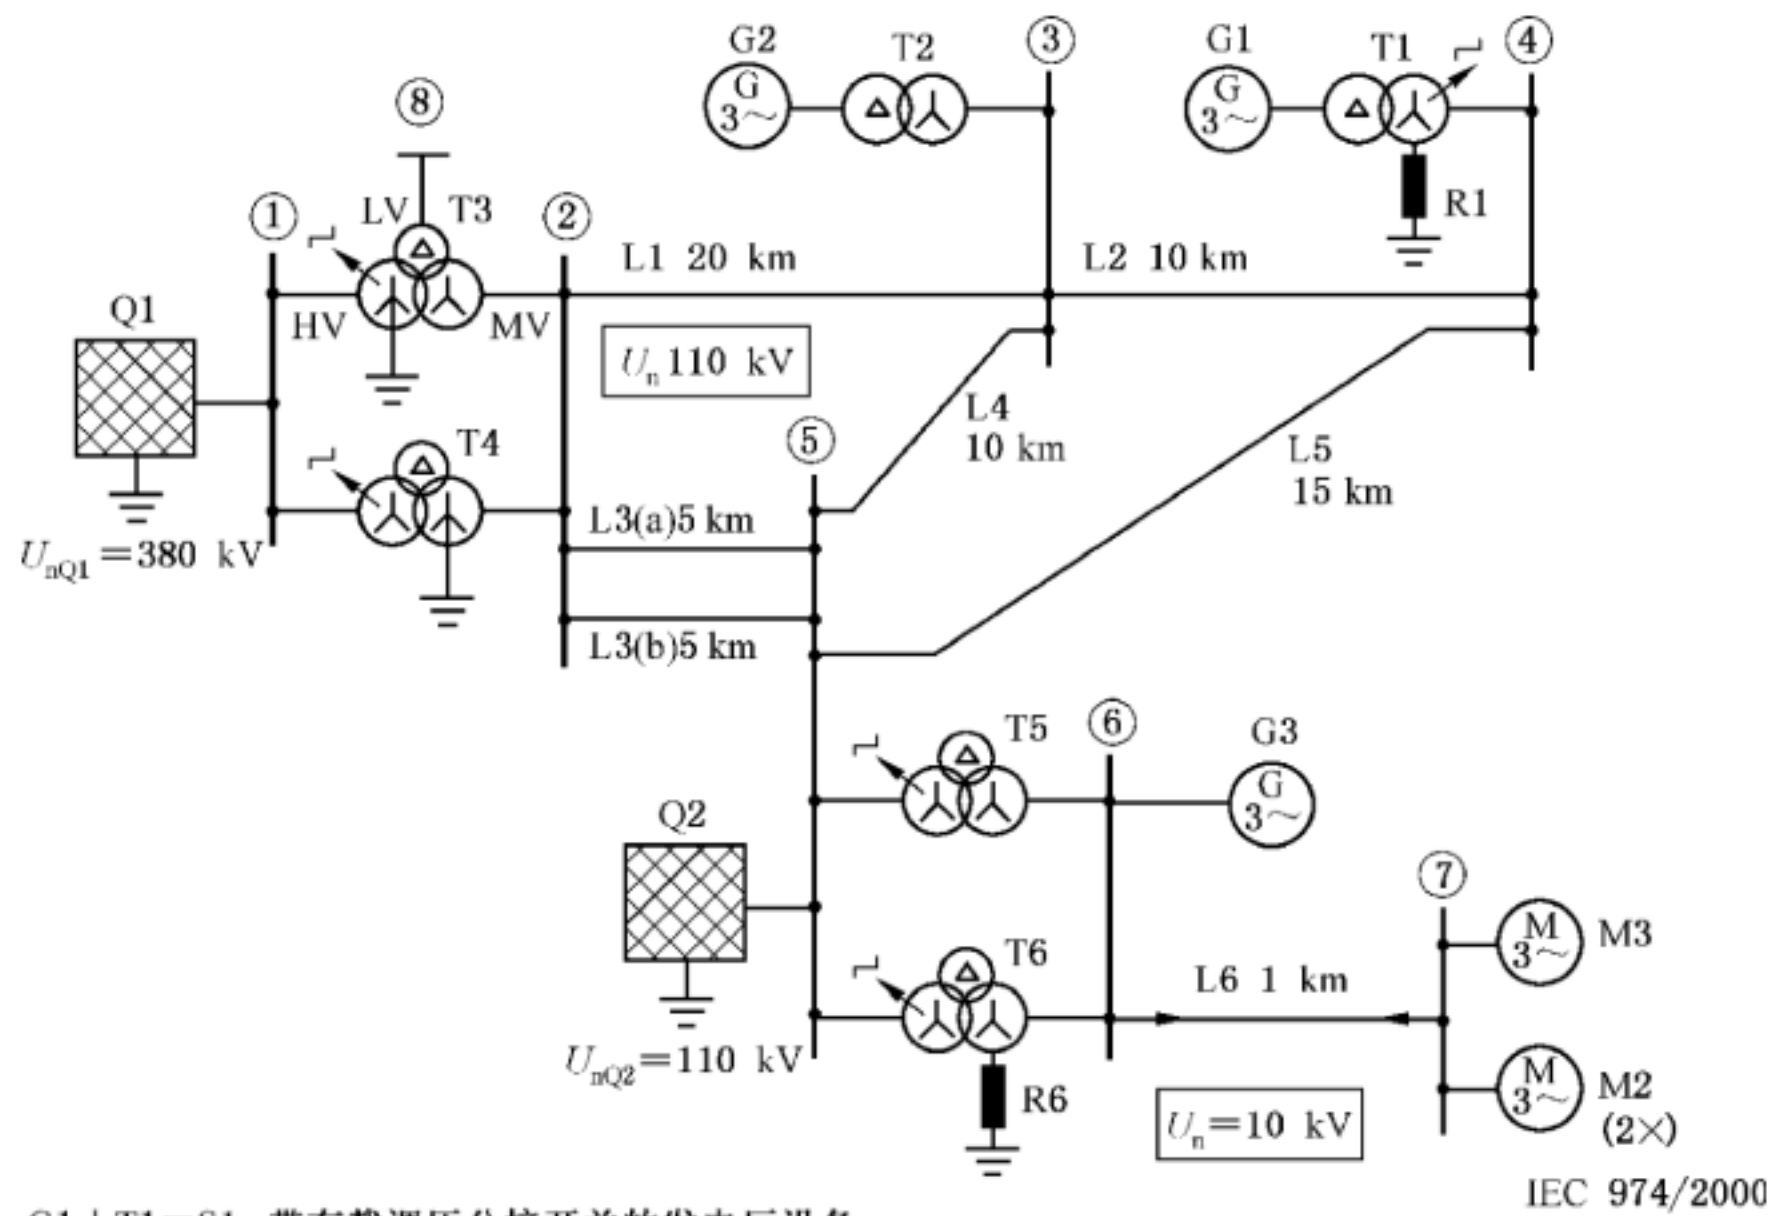 G2
T2
③
G1
T1
④
G
3~
G
3~
R1
⑧
①
LV
T3
②
HV
MV
L1 20 km
L2 10 km
Q1
Uₙ 110 kV
L4
10 km
L5
15 km
⑤
T4
L3(a)5 km
U_nQ1=380 kV
L3(b)5 km
T5
⑥
G3
G
3~
Q2
⑦
T6
M
3~
M3
L6 1 km
U_nQ2=110 kV
R6
Uₙ=10 kV
M
3~
M2
(2×)
IEC 974/2000